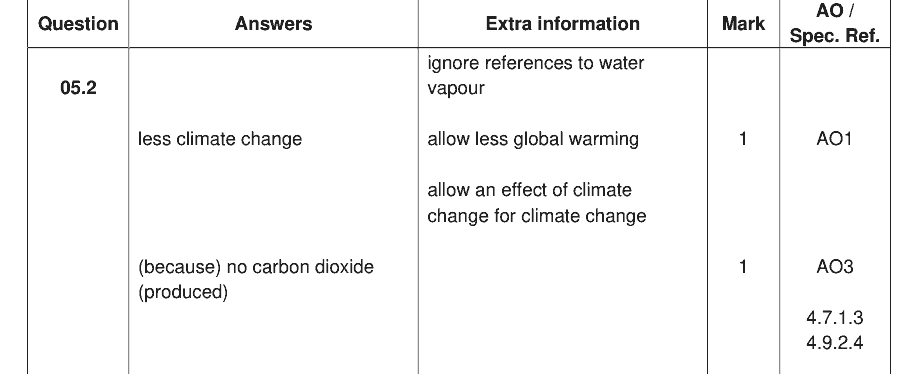 Question Answers Extra information Mark AO /
Spec. Ref.
05.2
ignore references to water
vapour
less climate change allow less global warming 1 AO1
allow an effect of climate
change for climate change
(because) no carbon dioxide 1 AO3
(produced)
4.7.1.3
4.9.2.4